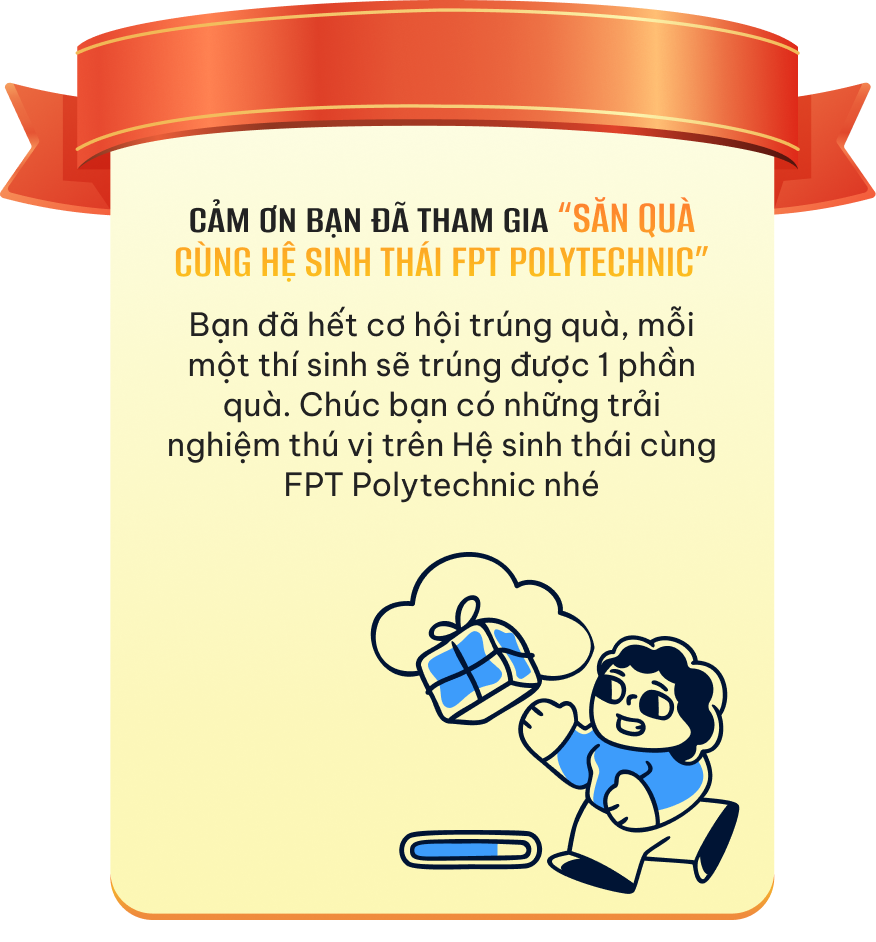 CẢM ƠN BẠN ĐÃ THAM GIA “SĂN QUÀ
CÙNG HỆ SINH THÁI FPT POLYTECHNIC”
Bạn đã hết cơ hội trúng quà, mỗi
một thí sinh sẽ trúng được 1 phần
quà. Chúc bạn có những trải
nghiệm thú vị trên Hệ sinh thái cùng
FPT Polytechnic nhé